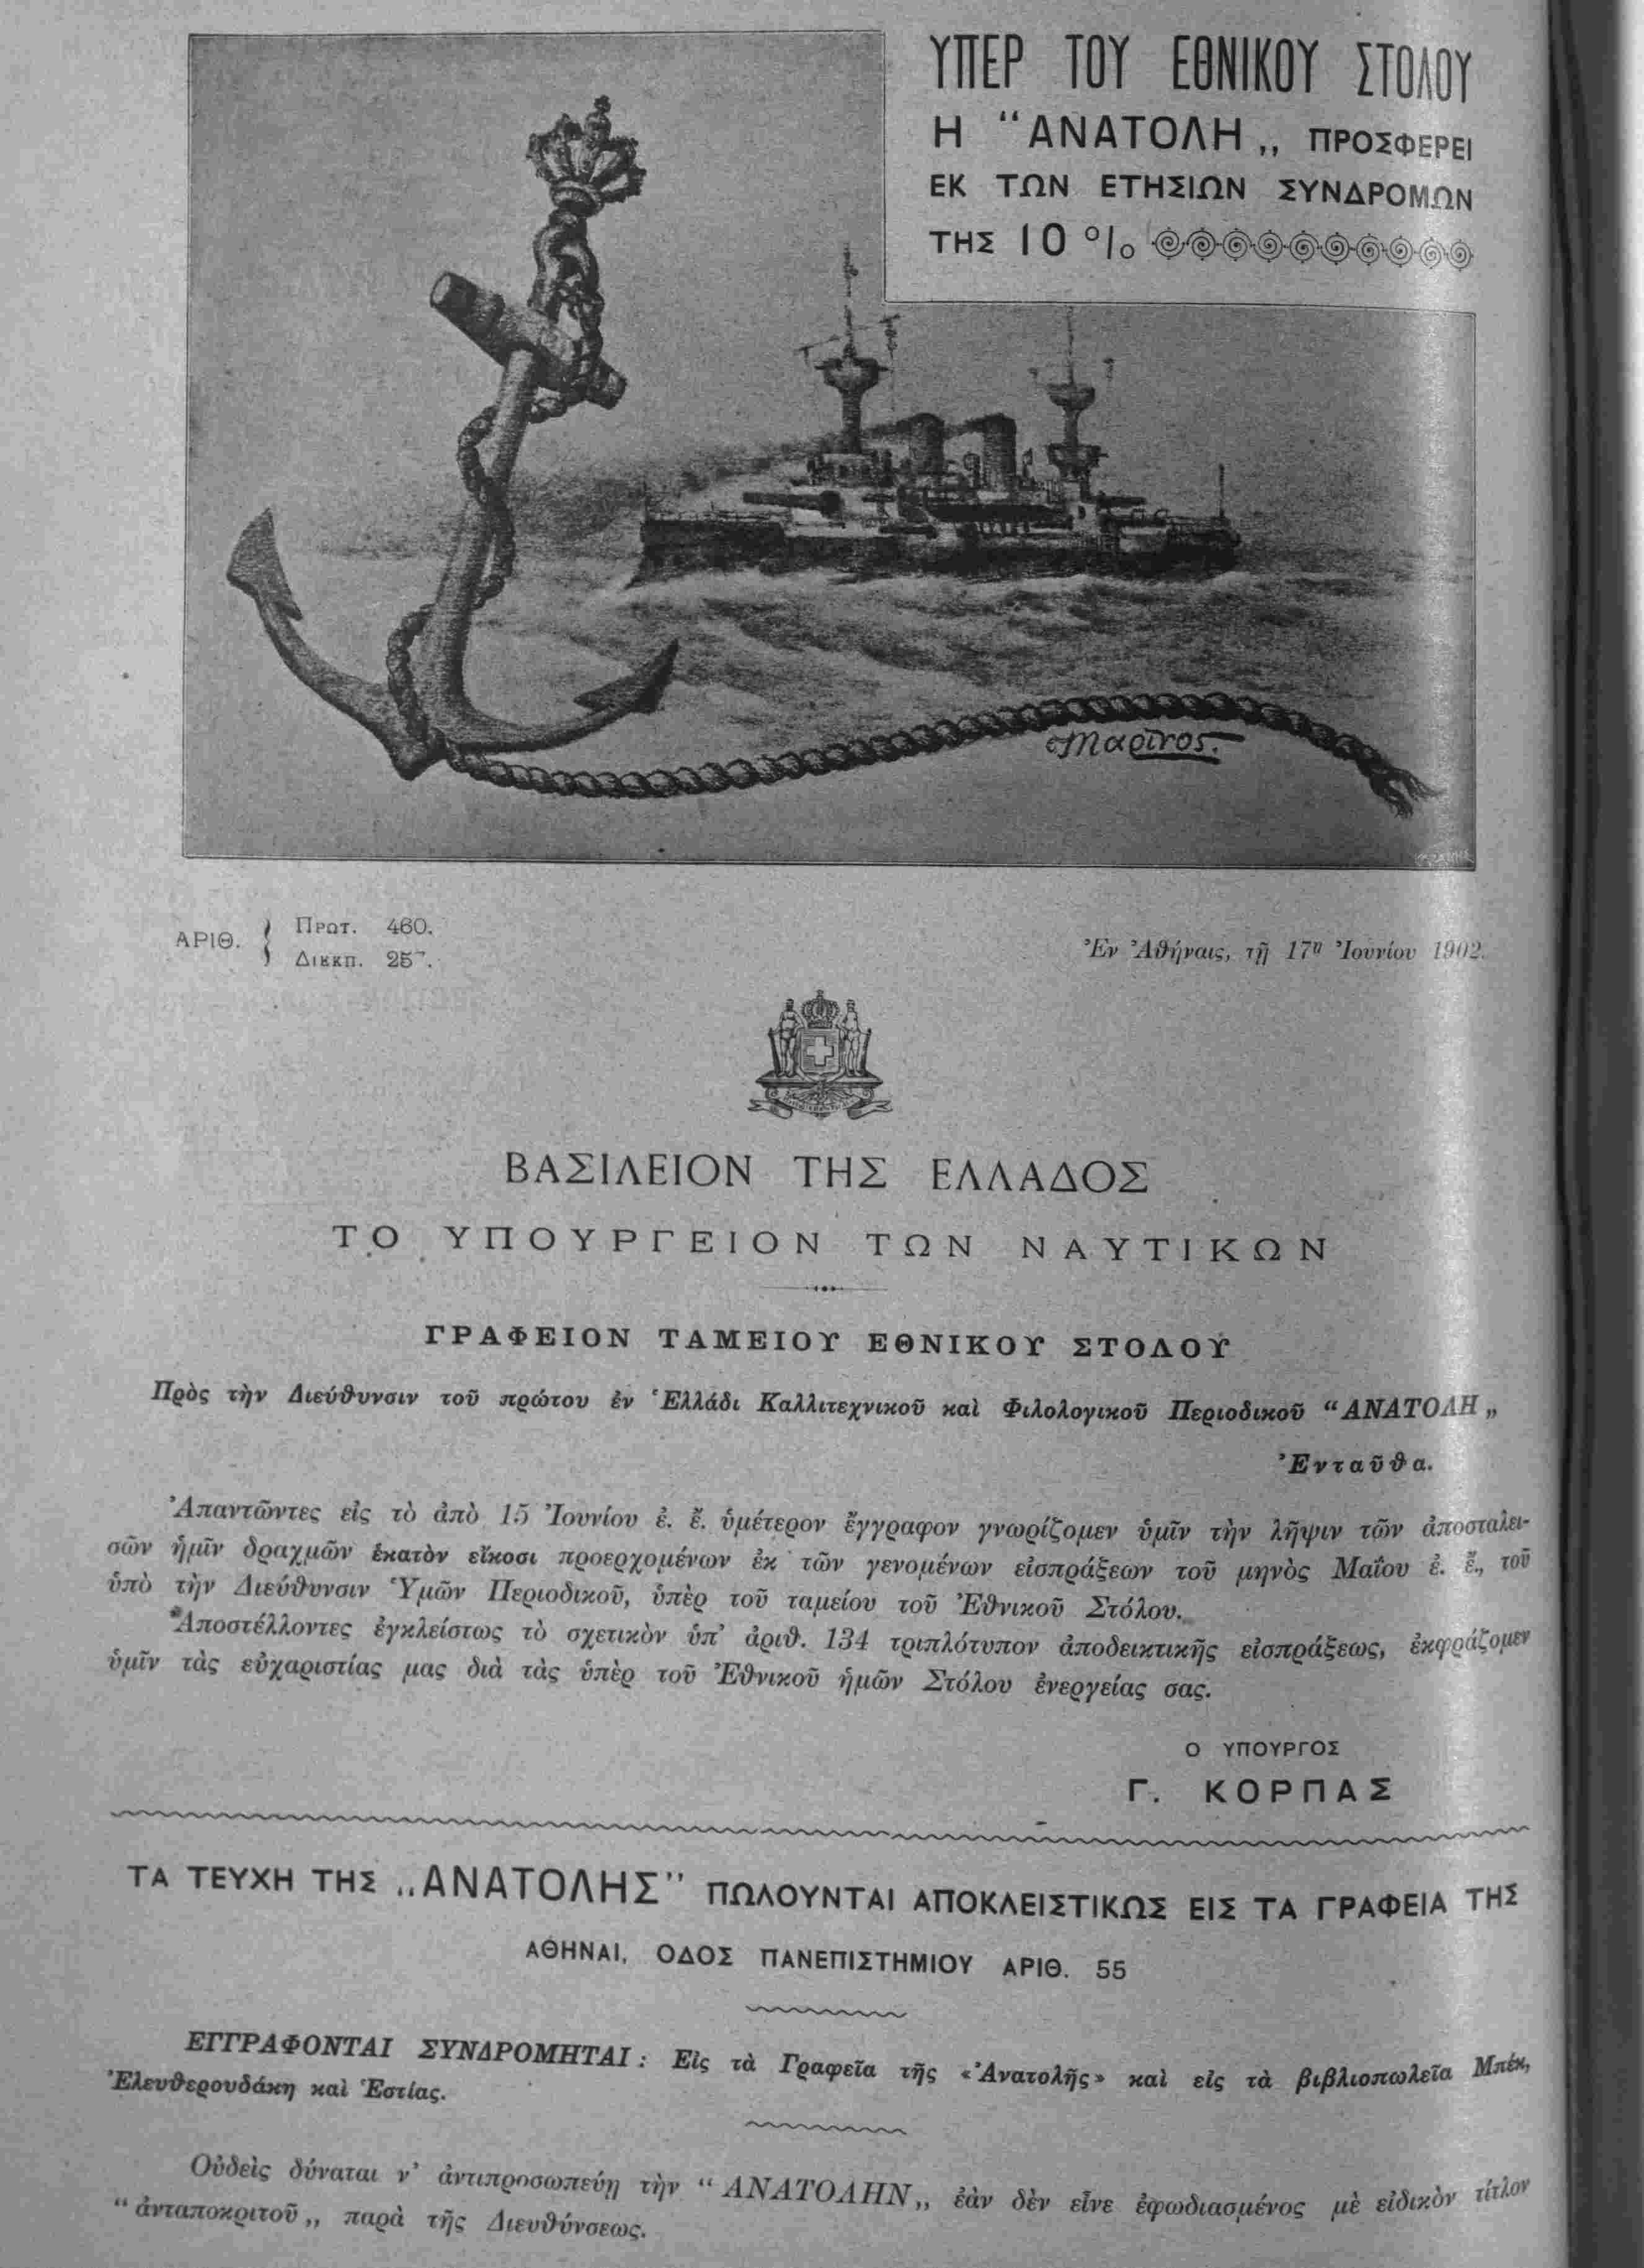 ΥΠΕΡ ΤΟΥ ΕΘΝΙΚΟΥ ΣΤΟΛΟΥ
Η “ΑΝΑΤΟΛΗ„ ΠΡΟΣΦΕΡΕΙ
ΕΚ ΤΩΝ ΕΤΗΣΙΩΝ ΣΥΝΔΡΟΜΩΝ
ΤΗΣ 10 %
Μαρῖνος.
ΑΡΙΘ. { Πρωτ. 460.
Διεκπ. 257.
Ἐν Ἀθήναις, τῇ 17ῃ Ἰουνίου 1902.
ΒΑΣΙΛΕΙΟΝ ΤΗΣ ΕΛΛΑΔΟΣ
ΤΟ ΥΠΟΥΡΓΕΙΟΝ ΤΩΝ ΝΑΥΤΙΚΩΝ
ΓΡΑΦΕΙΟΝ ΤΑΜΕΙΟΥ ΕΘΝΙΚΟΥ ΣΤΟΛΟΥ
Πρὸς τὴν Διεύθυνσιν τοῦ πρώτου ἐν Ἑλλάδι Καλλιτεχνικοῦ καὶ Φιλολογικοῦ Περιοδικοῦ “ΑΝΑΤΟΛΗ„
Ἐνταῦθα.
Ἀπαντῶντες εἰς τὸ ἀπὸ 15 Ἰουνίου ἐ. ἔ. ὑμέτερον ἔγγραφον γνωρίζομεν ὑμῖν τὴν λῆψιν τῶν ἀποσταλει-
σῶν ἡμῖν δραχμῶν ἑκατὸν εἴκοσι προερχομένων ἐκ τῶν γενομένων εἰσπράξεων τοῦ μηνὸς Μαΐου ἐ. ἔ., τοῦ
ὑπὸ τὴν Διεύθυνσιν Ὑμῶν Περιοδικοῦ, ὑπὲρ τοῦ ταμείου τοῦ Ἐθνικοῦ Στόλου.
Ἀποστέλλοντες ἐγκλείστως τὸ σχετικὸν ὑπ’ ἀριθ. 134 τριπλότυπον ἀποδεικτικῆς εἰσπράξεως, ἐκφράζομεν
ὑμῖν τὰς εὐχαριστίας μας διὰ τὰς ὑπὲρ τοῦ Ἐθνικοῦ ἡμῶν Στόλου ἐνεργείας σας.
Ο ΥΠΟΥΡΓΟΣ
Γ. ΚΟΡΠΑΣ
ΤΑ ΤΕΥΧΗ ΤΗΣ „ΑΝΑΤΟΛΗΣ” ΠΩΛΟΥΝΤΑΙ ΑΠΟΚΛΕΙΣΤΙΚΩΣ ΕΙΣ ΤΑ ΓΡΑΦΕΙΑ ΤΗΣ
ΑΘΗΝΑΙ, ΟΔΟΣ ΠΑΝΕΠΙΣΤΗΜΙΟΥ ΑΡΙΘ. 55
ΕΓΓΡΑΦΟΝΤΑΙ ΣΥΝΔΡΟΜΗΤΑΙ : Εἰς τὰ Γραφεῖα τῆς «Ἀνατολῆς» καὶ εἰς τὰ βιβλιοπωλεῖα Μπέκ,
Ἐλευθερουδάκη καὶ Ἑστίας.
Οὐδεὶς δύναται ν’ ἀντιπροσωπεύῃ τὴν “ΑΝΑΤΟΛΗΝ„ ἐὰν δὲν εἶνε ἐφωδιασμένος μὲ εἰδικὸν τίτλον
“ἀνταποκριτοῦ„ παρὰ τῆς Διευθύνσεως.